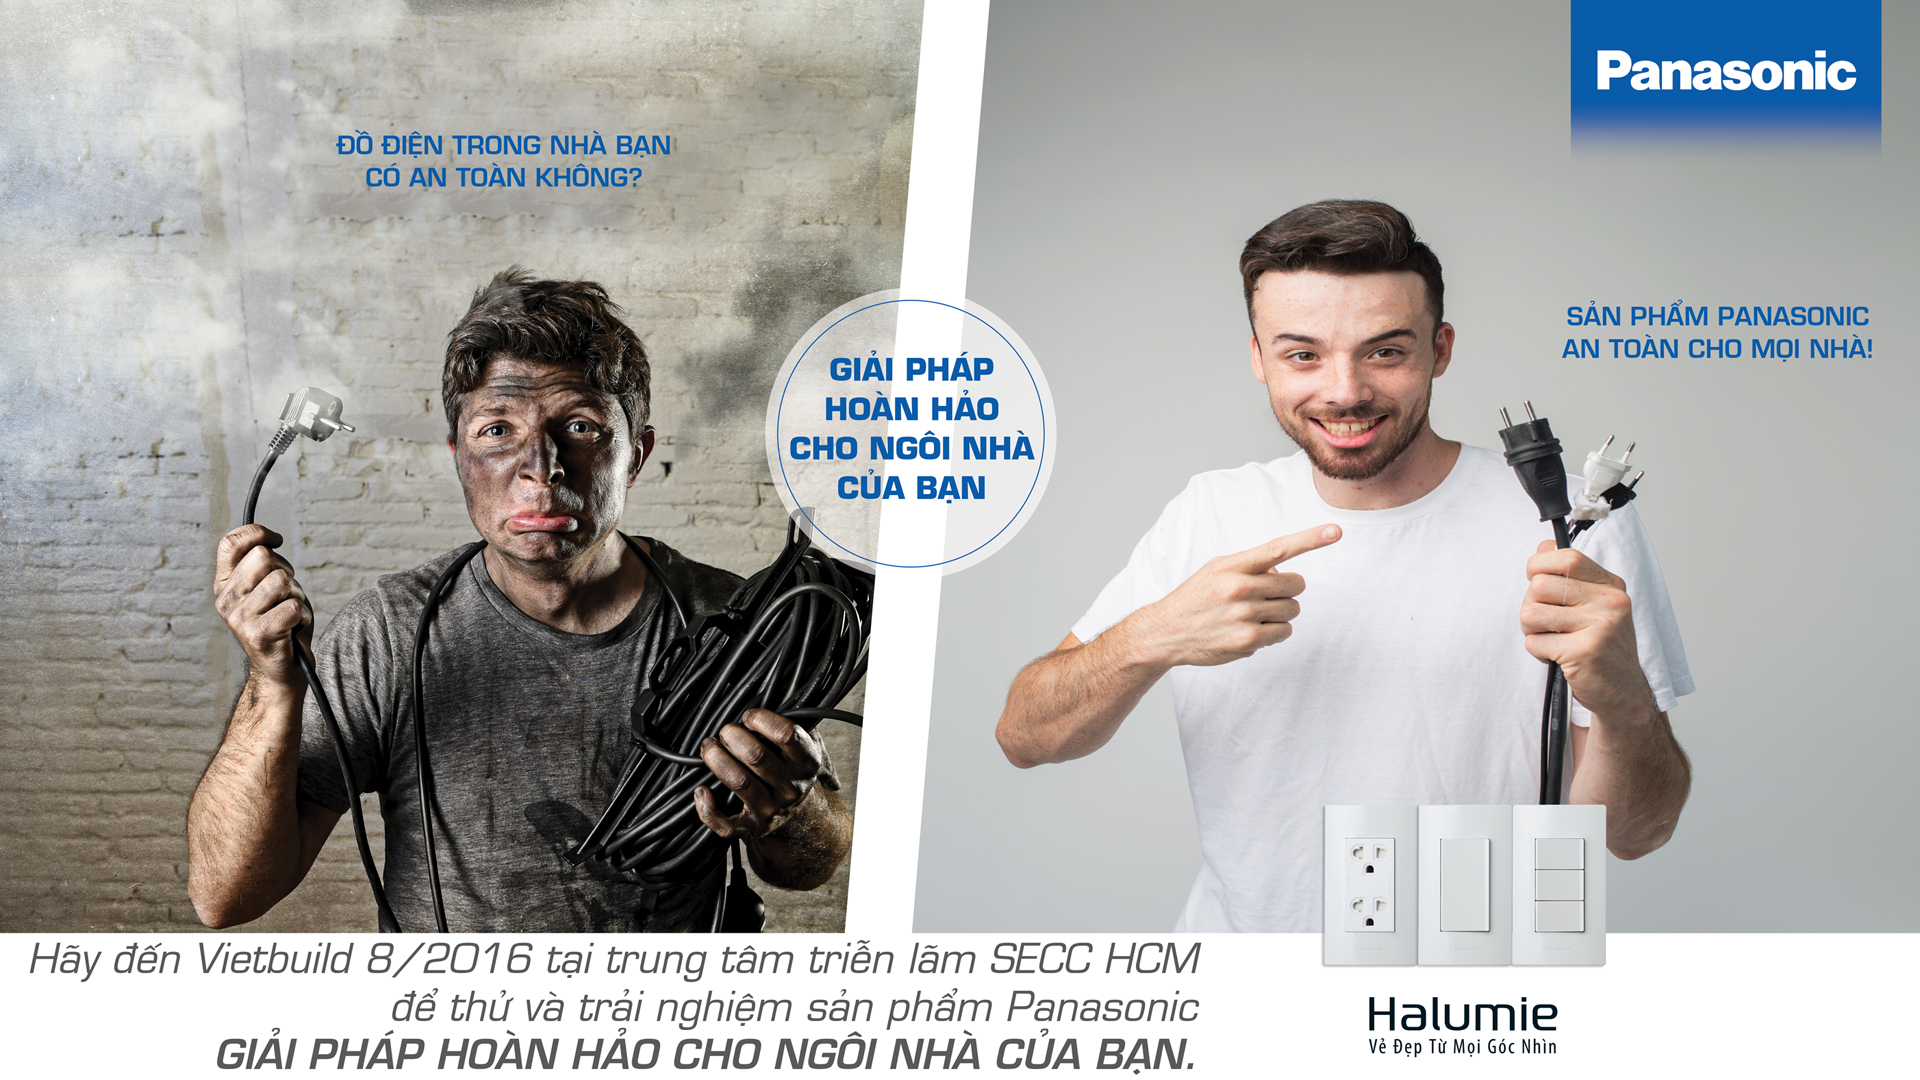 Panasonic
ĐỒ ĐIỆN TRONG NHÀ BẠN
CÓ AN TOÀN KHÔNG?
GIẢI PHÁP
HOÀN HẢO
CHO NGÔI NHÀ
CỦA BẠN
SẢN PHẨM PANASONIC
AN TOÀN CHO MỌI NHÀ!
Hãy đến Vietbuild 8/2016 tại trung tâm triễn lãm SECC HCM
để thử và trải nghiệm sản phẩm Panasonic
GIẢI PHÁP HOÀN HẢO CHO NGÔI NHÀ CỦA BẠN.
Halumie
Vẻ Đẹp Từ Mọi Góc Nhìn